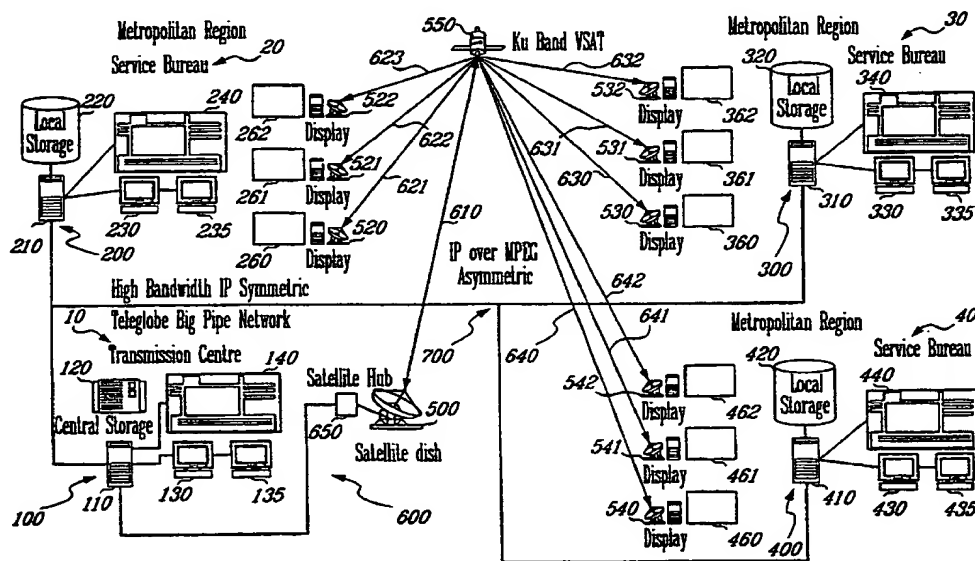 Metropolitan Region
Service Bureau
20
550
Ku Band VSAT
Metropolitan Region
Service Bureau
30
220
Local
Storage
240
210
200
230
235
623
622
621
610
262
522
Display
261
521
Display
260
520
Display
632
631
630
532
362
Display
531
361
Display
530
360
Display
320
Local
Storage
340
310
300
330
335
IP over MPEG
Asymmetric
High Bandwidth IP Symmetric
Teleglobe Big Pipe Network
10
Transmission Centre
120
Central Storage
140
100
110
130
135
Satellite Hub
650
500
Satellite dish
600
700
640
642
641
542
462
Display
541
461
Display
540
460
Display
Metropolitan Region
Service Bureau
40
420
Local
Storage
440
410
400
430
435